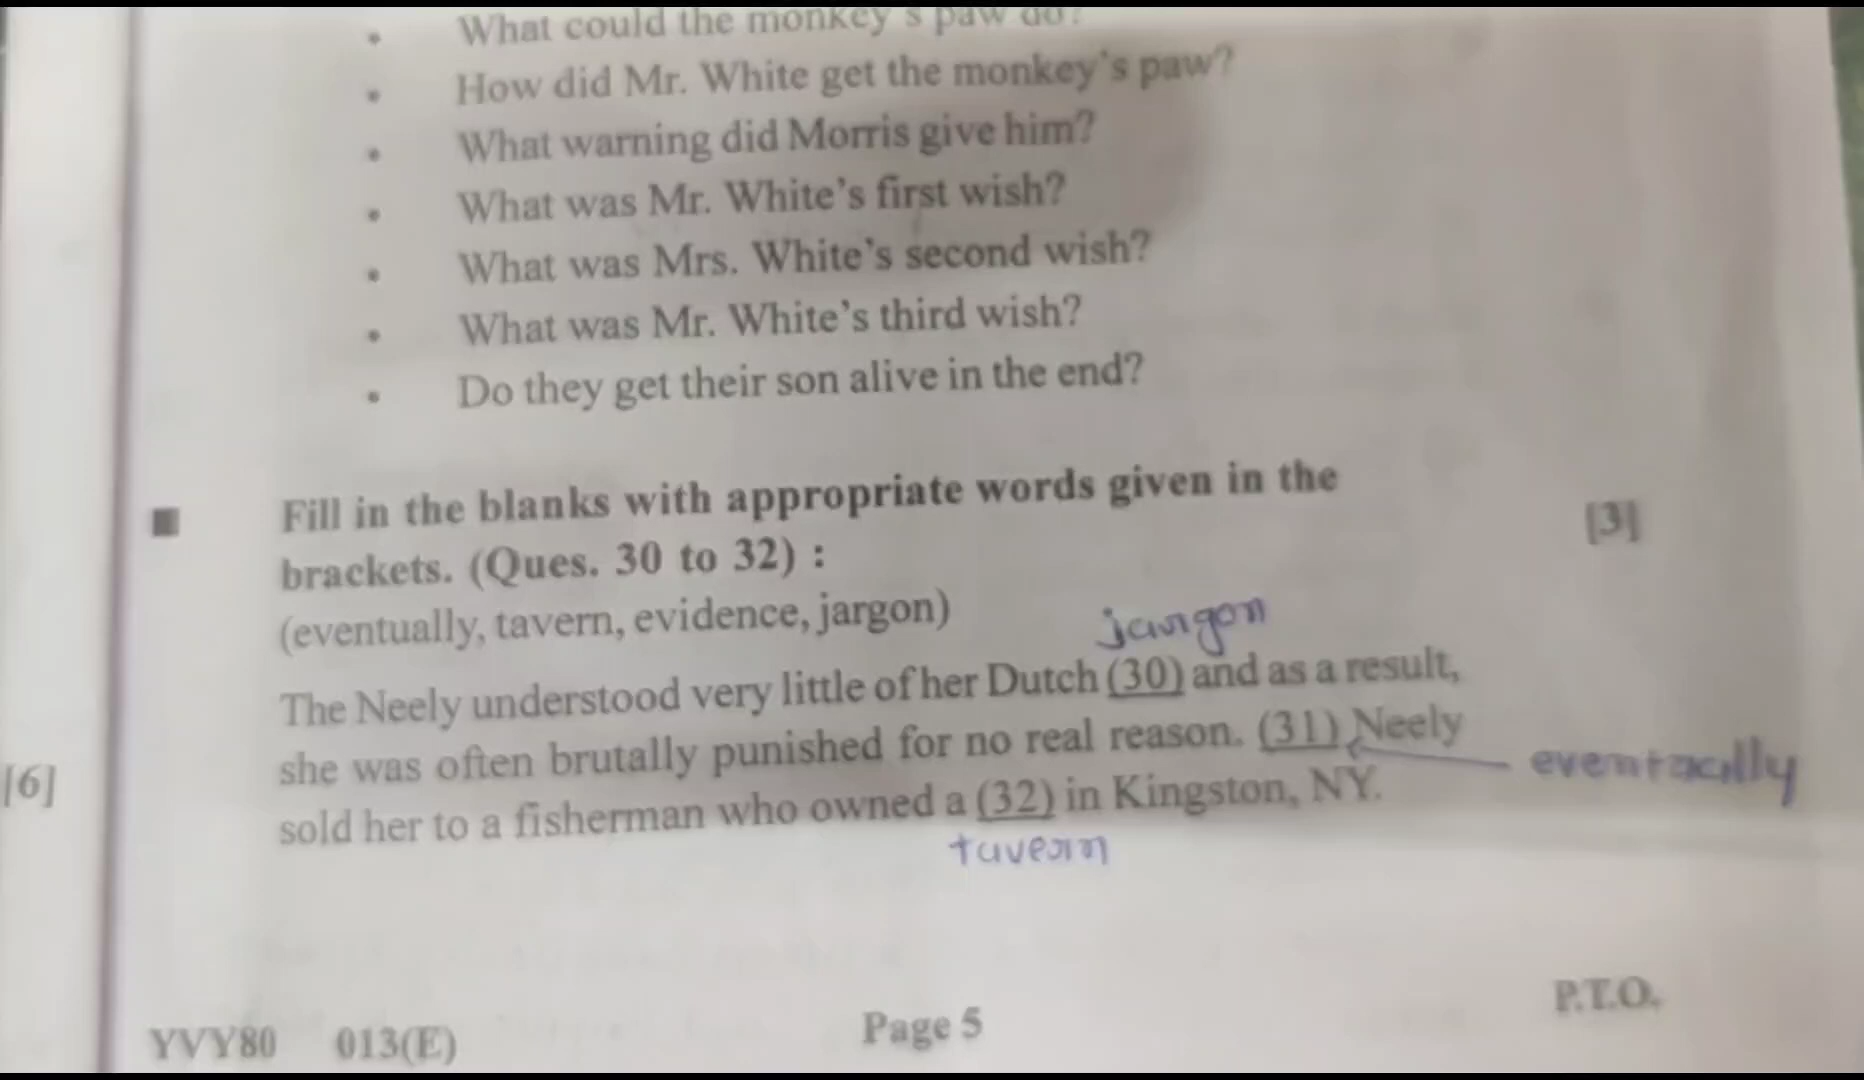 • What could the monkey's paw do?
• How did Mr. White get the monkey's paw?
• What warning did Morris give him?
• What was Mr. White's first wish?
• What was Mrs. White's second wish?
• What was Mr. White's third wish?
• Do they get their son alive in the end?
■ Fill in the blanks with appropriate words given in the [3]
brackets. (Ques. 30 to 32) :
(eventually, tavern, evidence, jargon)
jargon
The Neely understood very little of her Dutch (30) and as a result,
she was often brutally punished for no real reason. (31) Neely
eventually
[6]
sold her to a fisherman who owned a (32) in Kingston, NY.
tavern
P.T.O.
YVY80 013(E) Page 5